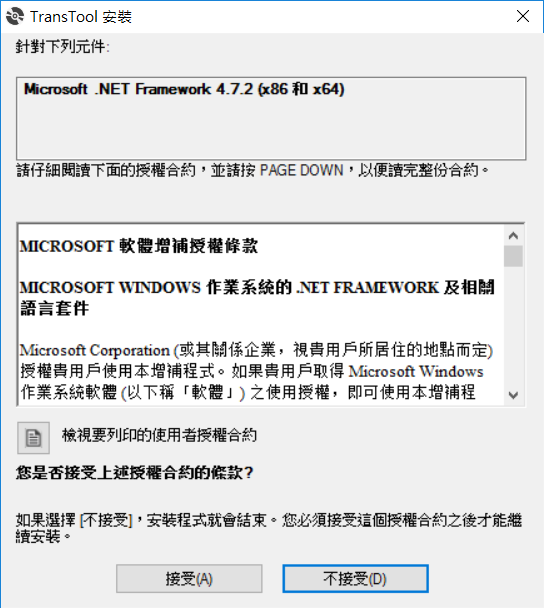 TransTool 安裝
針對下列元件:
Microsoft .NET Framework 4.7.2 (x86 和 x64)
請仔細閱讀下面的授權合約，並請按 PAGE DOWN，以便讀完整份合約。
MICROSOFT 軟體增補授權條款
MICROSOFT WINDOWS 作業系統的 .NET FRAMEWORK 及相關
語言套件
Microsoft Corporation (或其關係企業，視貴用戶所居住的地點而定)
授權貴用戶使用本增補程式。如果貴用戶取得 Microsoft Windows
作業系統軟體 (以下稱「軟體」) 之使用授權，即可使用本增補程
檢視要列印的使用者授權合約
您是否接受上述授權合約的條款?
如果選擇 [不接受]，安裝程式就會結束。您必須接受這個授權合約之後才能繼
續安裝。
接受(A)
不接受(D)